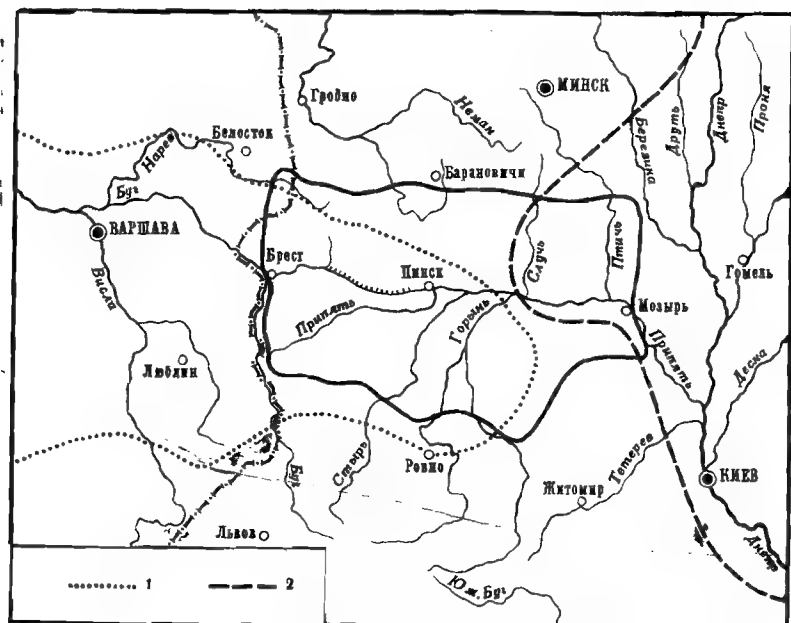 Гродно
Неман
МИНСК
Березина
Друть
Днепр
Проня
Нарев
Белосток
Барановичи
Буг
ВАРШАВА
Висла
Брест
ПИНСК
Случь
Птичь
Гомель
Мозырь
Припять
Горынь
Припять
Десна
Люблин
Стырь
Ровно
Буг
Тетерев
Житомир
КИЕВ
Львов
Днепр
Юж. Буг
1
2